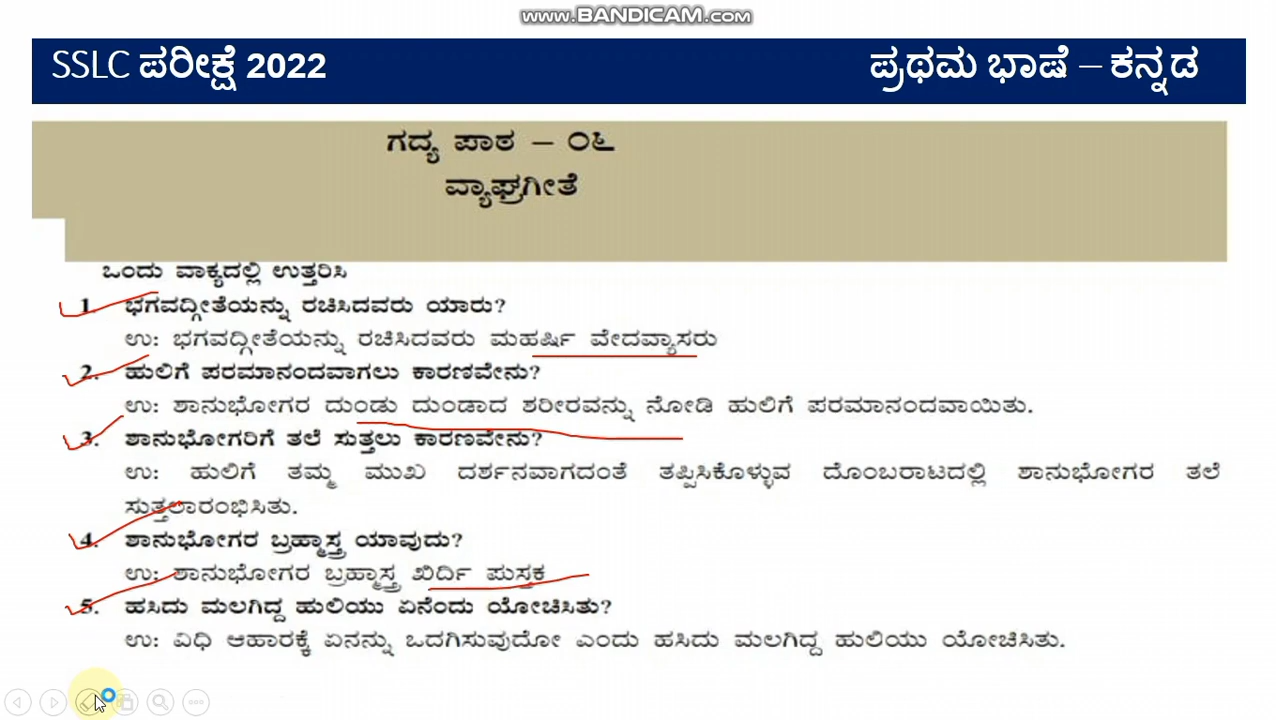 www.BANDICAM.com
SSLC ಪರೀಕ್ಷೆ 2022 ಪ್ರಥಮ ಭಾಷೆ – ಕನ್ನಡ
ಗದ್ಯ ಪಾಠ – ೦೬
ವ್ಯಾಘ್ರಗೀತೆ
ಒಂದು ವಾಕ್ಯದಲ್ಲಿ ಉತ್ತರಿಸಿ
1. ಭಗವದ್ಗೀತೆಯನ್ನು ರಚಿಸಿದವರು ಯಾರು?
ಉ: ಭಗವದ್ಗೀತೆಯನ್ನು ರಚಿಸಿದವರು ಮಹರ್ಷಿ ವೇದವ್ಯಾಸರು
2. ಹುಲಿಗೆ ಪರಮಾನಂದವಾಗಲು ಕಾರಣವೇನು?
ಉ: ಶಾನುಭೋಗರ ದುಂಡು ದುಂಡಾದ ಶರೀರವನ್ನು ನೋಡಿ ಹುಲಿಗೆ ಪರಮಾನಂದವಾಯಿತು.
3. ಶಾನುಭೋಗರಿಗೆ ತಲೆ ಸುತ್ತಲು ಕಾರಣವೇನು?
ಉ: ಹುಲಿಗೆ ತಮ್ಮ ಮುಖ ದರ್ಶನವಾಗದಂತೆ ತಪ್ಪಿಸಿಕೊಳ್ಳುವ ದೊಂಬರಾಟದಲ್ಲಿ ಶಾನುಭೋಗರ ತಲೆ
ಸುತ್ತಲಾರಂಭಿಸಿತು.
4. ಶಾನುಭೋಗರ ಬ್ರಹ್ಮಾಸ್ತ್ರ ಯಾವುದು?
ಉ: ಶಾನುಭೋಗರ ಬ್ರಹ್ಮಾಸ್ತ್ರ ಖಿರ್ದಿ ಪುಸ್ತಕ
5. ಹಸಿದು ಮಲಗಿದ್ದ ಹುಲಿಯು ಏನೆಂದು ಯೋಚಿಸಿತು?
ಉ: ವಿಧಿ ಆಹಾರಕ್ಕೆ ಏನನ್ನು ಒದಗಿಸುವುದೋ ಎಂದು ಹಸಿದು ಮಲಗಿದ್ದ ಹುಲಿಯು ಯೋಚಿಸಿತು.